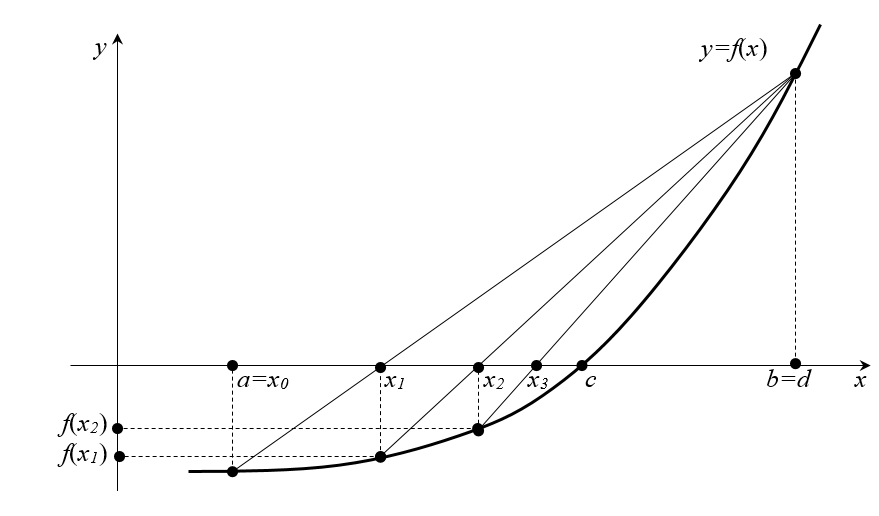 y
y=f(x)
a=x₀
x₁
x₂
x₃
c
b=d
x
f(x₂)
f(x₁)